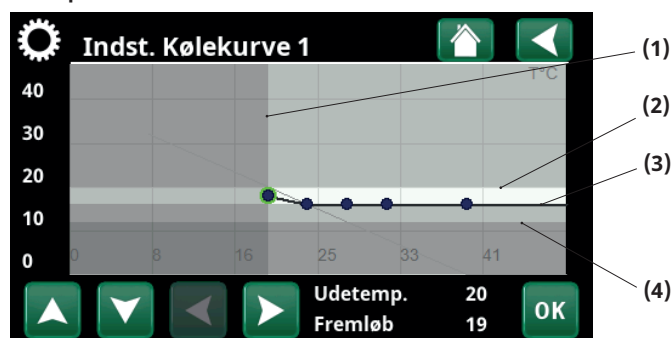 Indst. Kølekurve 1
(1)
T°C
40
(2)
30
(3)
20
10
0
0 8 16 25 33 41
(4)
Udetemp. 20
Fremløb 19
OK